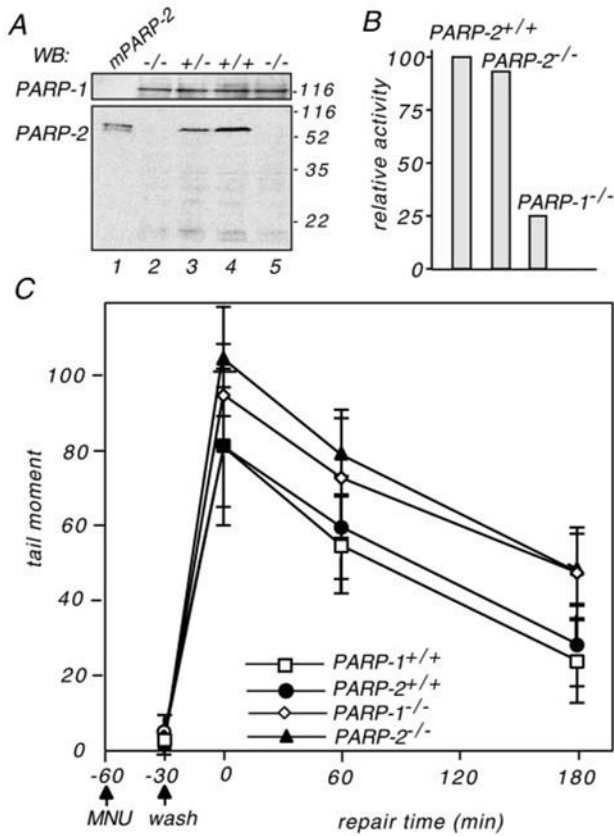 A
mPARP-2
WB: -/- +/- +/+ -/-
PARP-1
116
116
PARP-2
52
35
22
1 2 3 4 5
B
PARP-2+/+
PARP-2-/-
PARP-1-/-
relative activity
100
75
50
25
0
C
tail moment
100
80
60
40
20
0
PARP-1+/+
PARP-2+/+
PARP-1-/-
PARP-2-/-
-60 -30 0 60 120 180
MNU wash repair time (min)